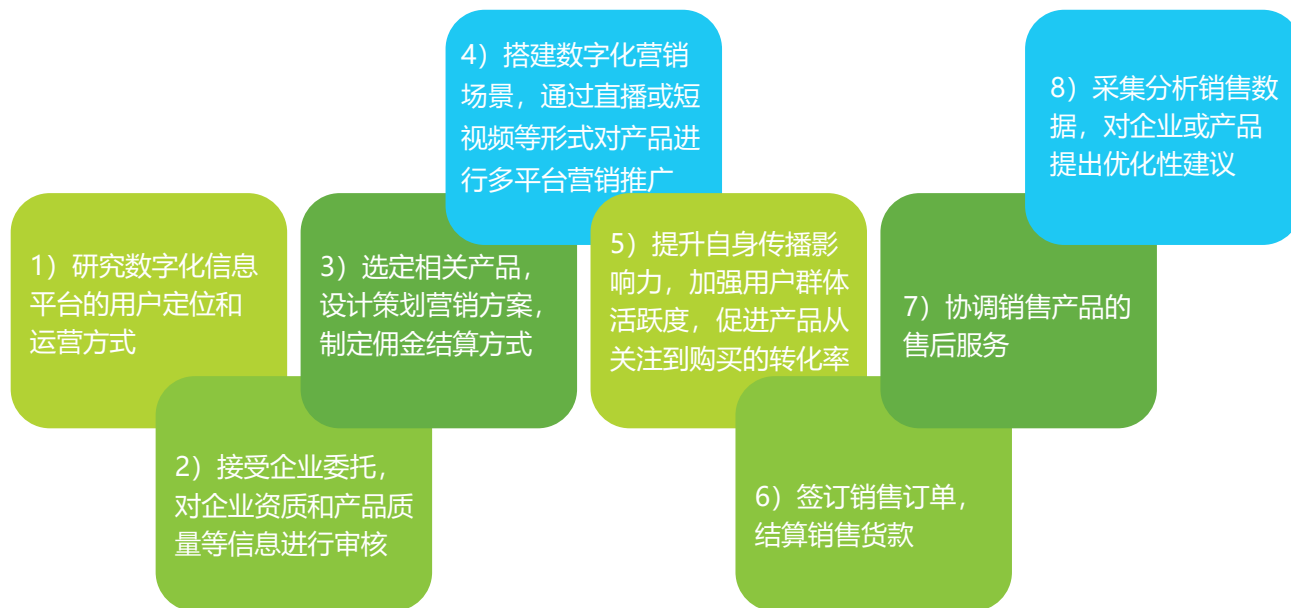 1）研究数字化信息
平台的用户定位和
运营方式
2）接受企业委托，
对企业资质和产品质
量等信息进行审核
3）选定相关产品，
设计策划营销方案，
制定佣金结算方式
4）搭建数字化营销
场景，通过直播或短
视频等形式对产品进
行多平台营销推广
5）提升自身传播影
响力，加强用户群体
活跃度，促进产品从
关注到购买的转化率
6）签订销售订单，
结算销售货款
7）协调销售产品的
售后服务
8）采集分析销售数
据，对企业或产品
提出优化性建议